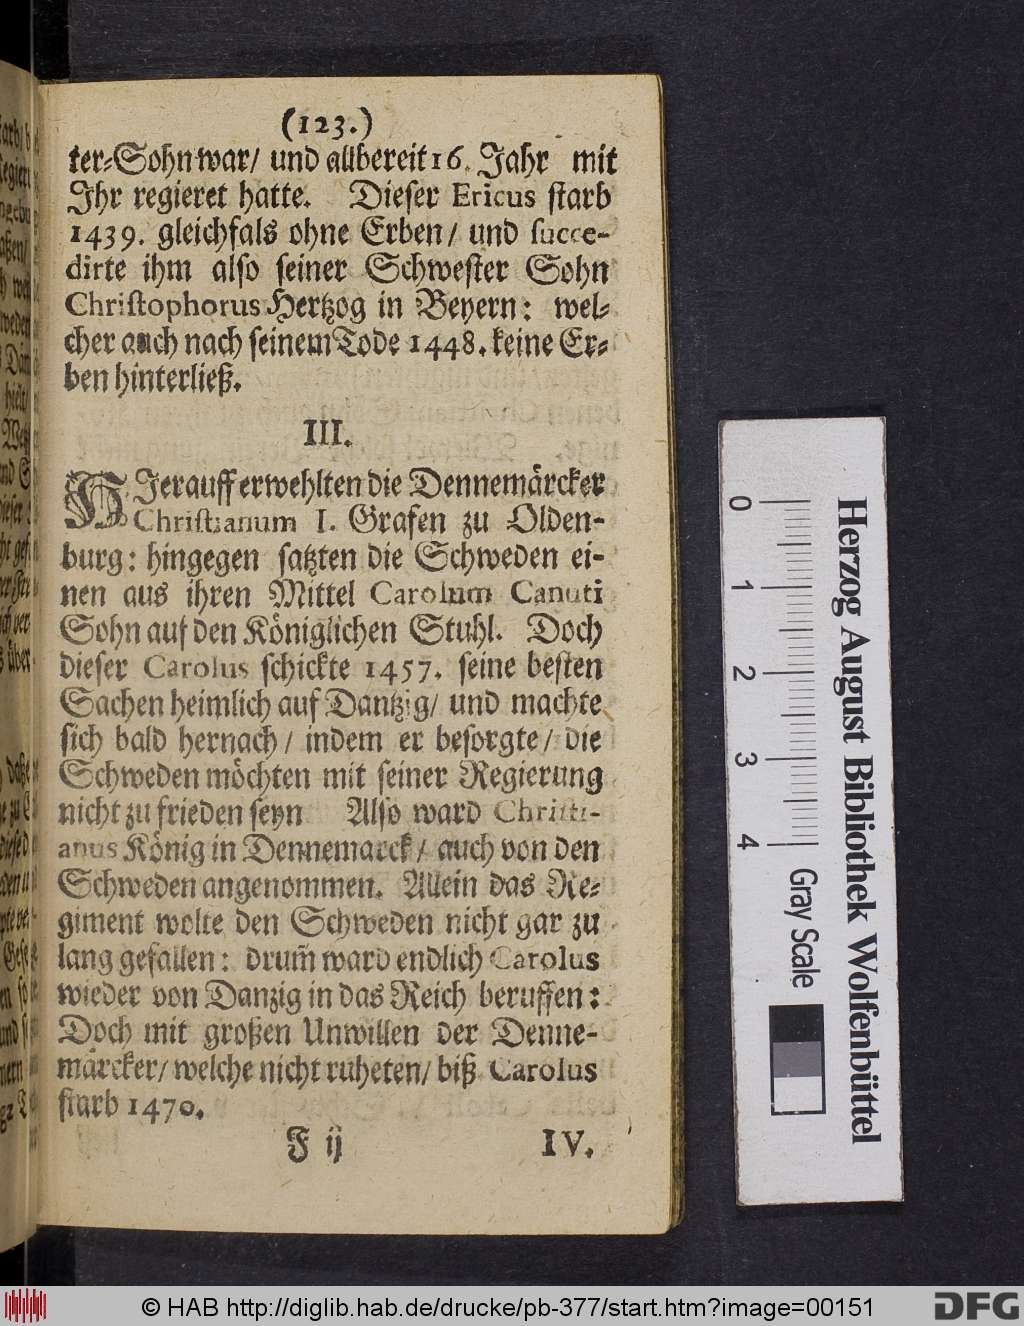 (123.)
ter-Sohn war/ und allbereit 16. Jahr mit
Ihr regieret hatte. Dieser Ericus starb
1439. gleichfals ohne Erben/ und succe-
dirte ihm also seiner Schwester Sohn
Christophorus Hertzog in Beyern: wel-
cher auch nach seinem Tode 1448. keine Er-
ben hinterließ.
III.
HIerauff erwehlten die Dennemärcker
Christianum I. Grafen zu Olden-
burg: hingegen satzten die Schweden ei-
nen aus ihren Mittel Carolum Canuti
Sohn auf den Königlichen Stuhl. Doch
dieser Carolus schickte 1457. seine besten
Sachen heimlich auf Dantzig/ und machte
sich bald hernach/ indem er besorgte/ die
Schweden möchten mit seiner Regierung
nicht zu frieden seyn Also ward Christi-
anus König in Dennemarck/ auch von den
Schweden angenommen. Allein das Re-
giment wolte den Schweden nicht gar zu
lang gefallen: drum̃ ward endlich Carolus
wieder von Danzig in das Reich beruffen:
Doch mit großen Unwillen der Denne-
märcker/ welche nicht ruheten/ biß Carolus
starb 1470.
F ij IV.
0 1 2 3 4
Gray Scale
Herzog August Bibliothek Wolfenbüttel
© HAB http://diglib.hab.de/drucke/pb-377/start.htm?image=00151
DFG